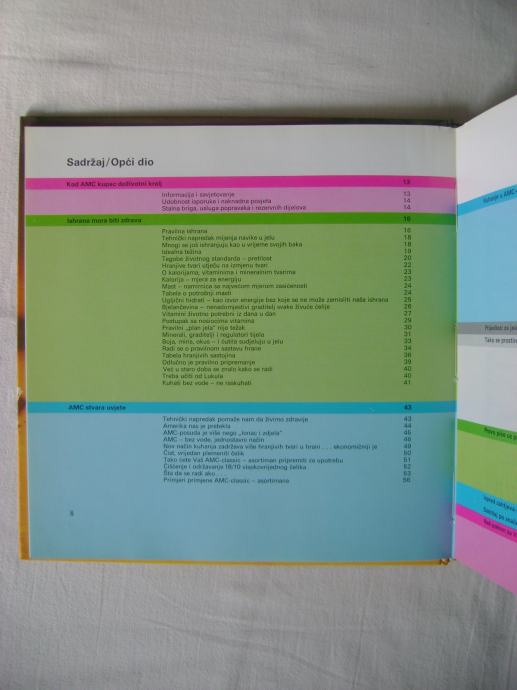 Sadržaj/Opći dio
Kod AMC kupac doživotni kralj 13
Informacija i savjetovanje 13
Udobnost isporuke i naknadna posjeta 14
Stalna briga, usluga popravaka i rezervnih dijelova 14
Ishrana mora biti zdrava 16
Pravilna ishrana 16
Tehnički napredak mijenja navike u jelu 18
Mnogi se još ishranjuju kao u vrijeme svojih baka 18
Idealna težina 19
Tegobe životnog standarda – pretilost 20
Hranjive tvari utječu na izmjenu tvari 22
O kalorijama, vitaminima i mineralnim tvarima 23
Kalorija – mjera za energiju 23
Mast – namirnica sa najvećom mjerom zasićenosti 24
Tabela o potrošnji masti 24
Ugljični hidrati – kao izvor energije bez koje se ne može zamisliti naša ishrana 25
Bjelančevina – nenadomjestivi graditelj svake živuće ćelije 26
Vitamini životno potrebni iz dana u dan 27
Postupak sa nosiocima vitamina 29
Pravilni „plan jela" nije težak 30
Minerali, graditelji i regulatori tijela 31
Boja, miris, okus – i čutila sudjeluju u jelu 33
Radi se o pravilnom sastavu hrane 34
Tabela hranjivih sastojina 36
Odlučno je pravilno pripremanje 39
Već u staro doba se znalo kako se radi 40
Treba učiti od Lukula 40
Kuhati bez vode – ne raskuhati 41
AMC stvara uvjete 43
Tehnički napredak pomaže nam da živimo zdravije 43
Amerika nas je pretekla 44
AMC-posuda je više nego „lonac i zdjela" 45
AMC – bez vode, jednostavno način 46
Nov način kuhanja zadržava više hranjivih tvari u hrani . . . ekonomičniji je 49
Čist, vrijedan plemeniti čelik 50
Tako ćete Vaš AMC-classic – asortiman pripremiti za upotrebu 51
Čišćenje i održavanje 18/10 visokovrijednog čelika 52
Šta da se radi ako . . . 53
Primjeri primjene AMC-classic – asortimana 56